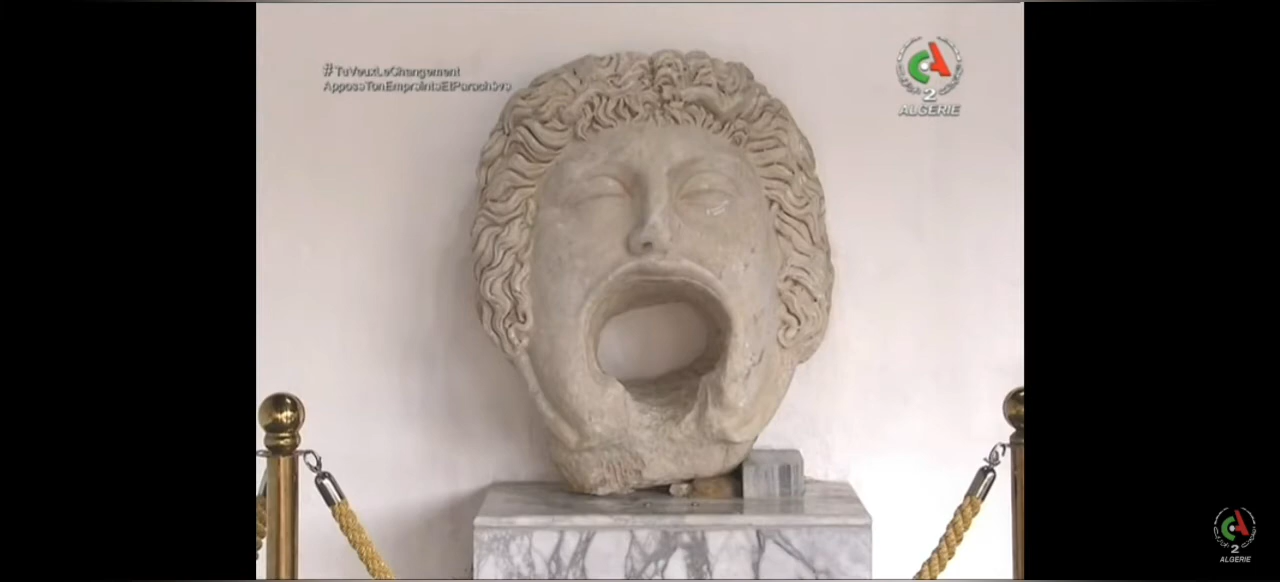 #TuVeuxLeChangement
ApposeTonEmpreinteEtParachève
2
ALGERIE
2
ALGERIE